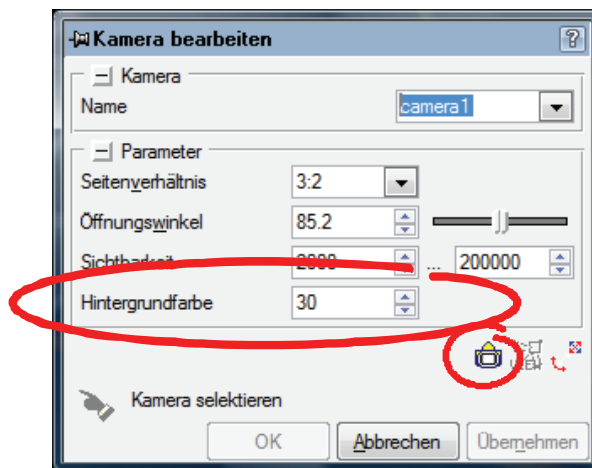 Kamera bearbeiten ?
Kamera
Name camera1
Parameter
Seitenverhältnis 3:2
Öffnungswinkel 85.2
Sichtbarkeit 2000 ... 200000
Hintergrundfarbe 30
Kamera selektieren
OK Abbrechen Übernehmen